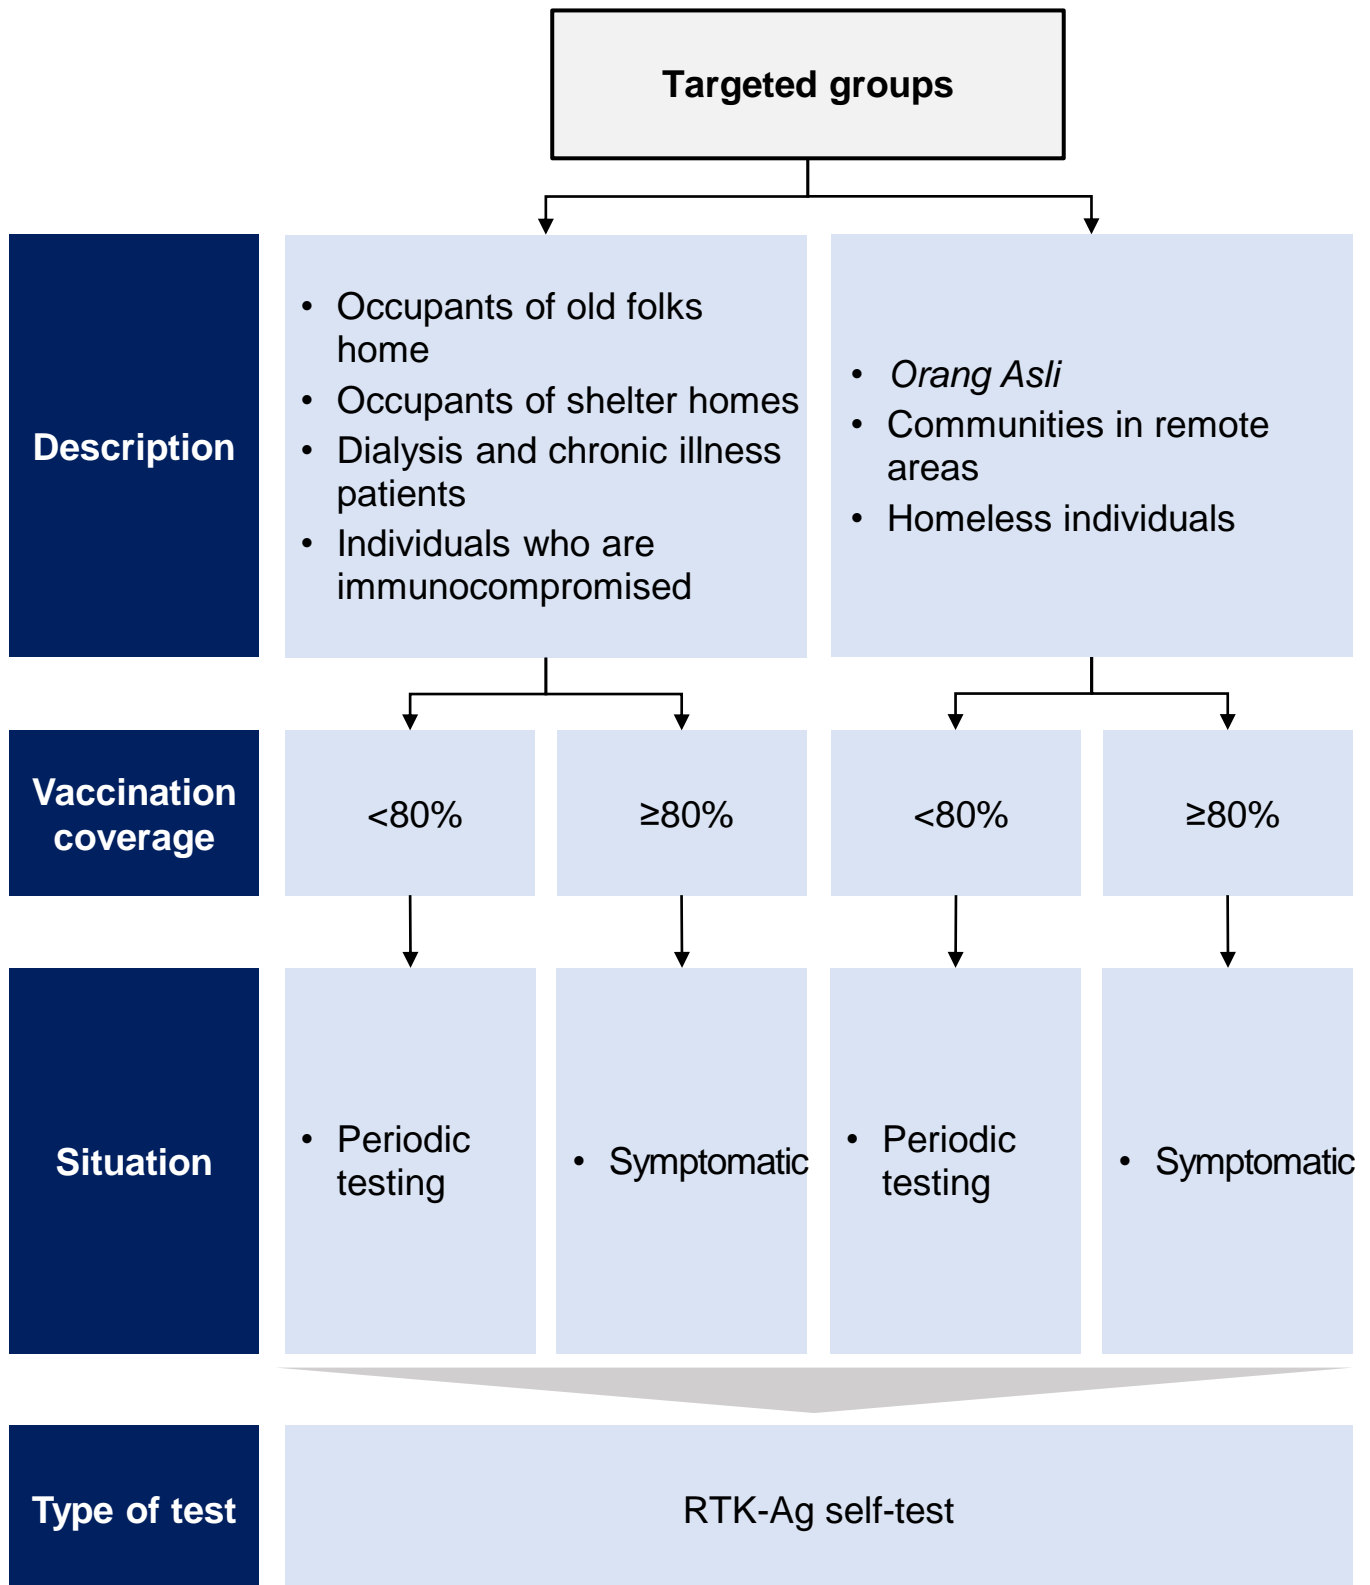 Targeted groups
Description
• Occupants of old folks
home
• Occupants of shelter homes
• Dialysis and chronic illness
patients
• Individuals who are
immunocompromised
• Orang Asli
• Communities in remote
areas
• Homeless individuals
Vaccination
coverage
<80%
≥80%
<80%
≥80%
Situation
• Periodic
testing
• Symptomatic
• Periodic
testing
• Symptomatic
Type of test
RTK-Ag self-test